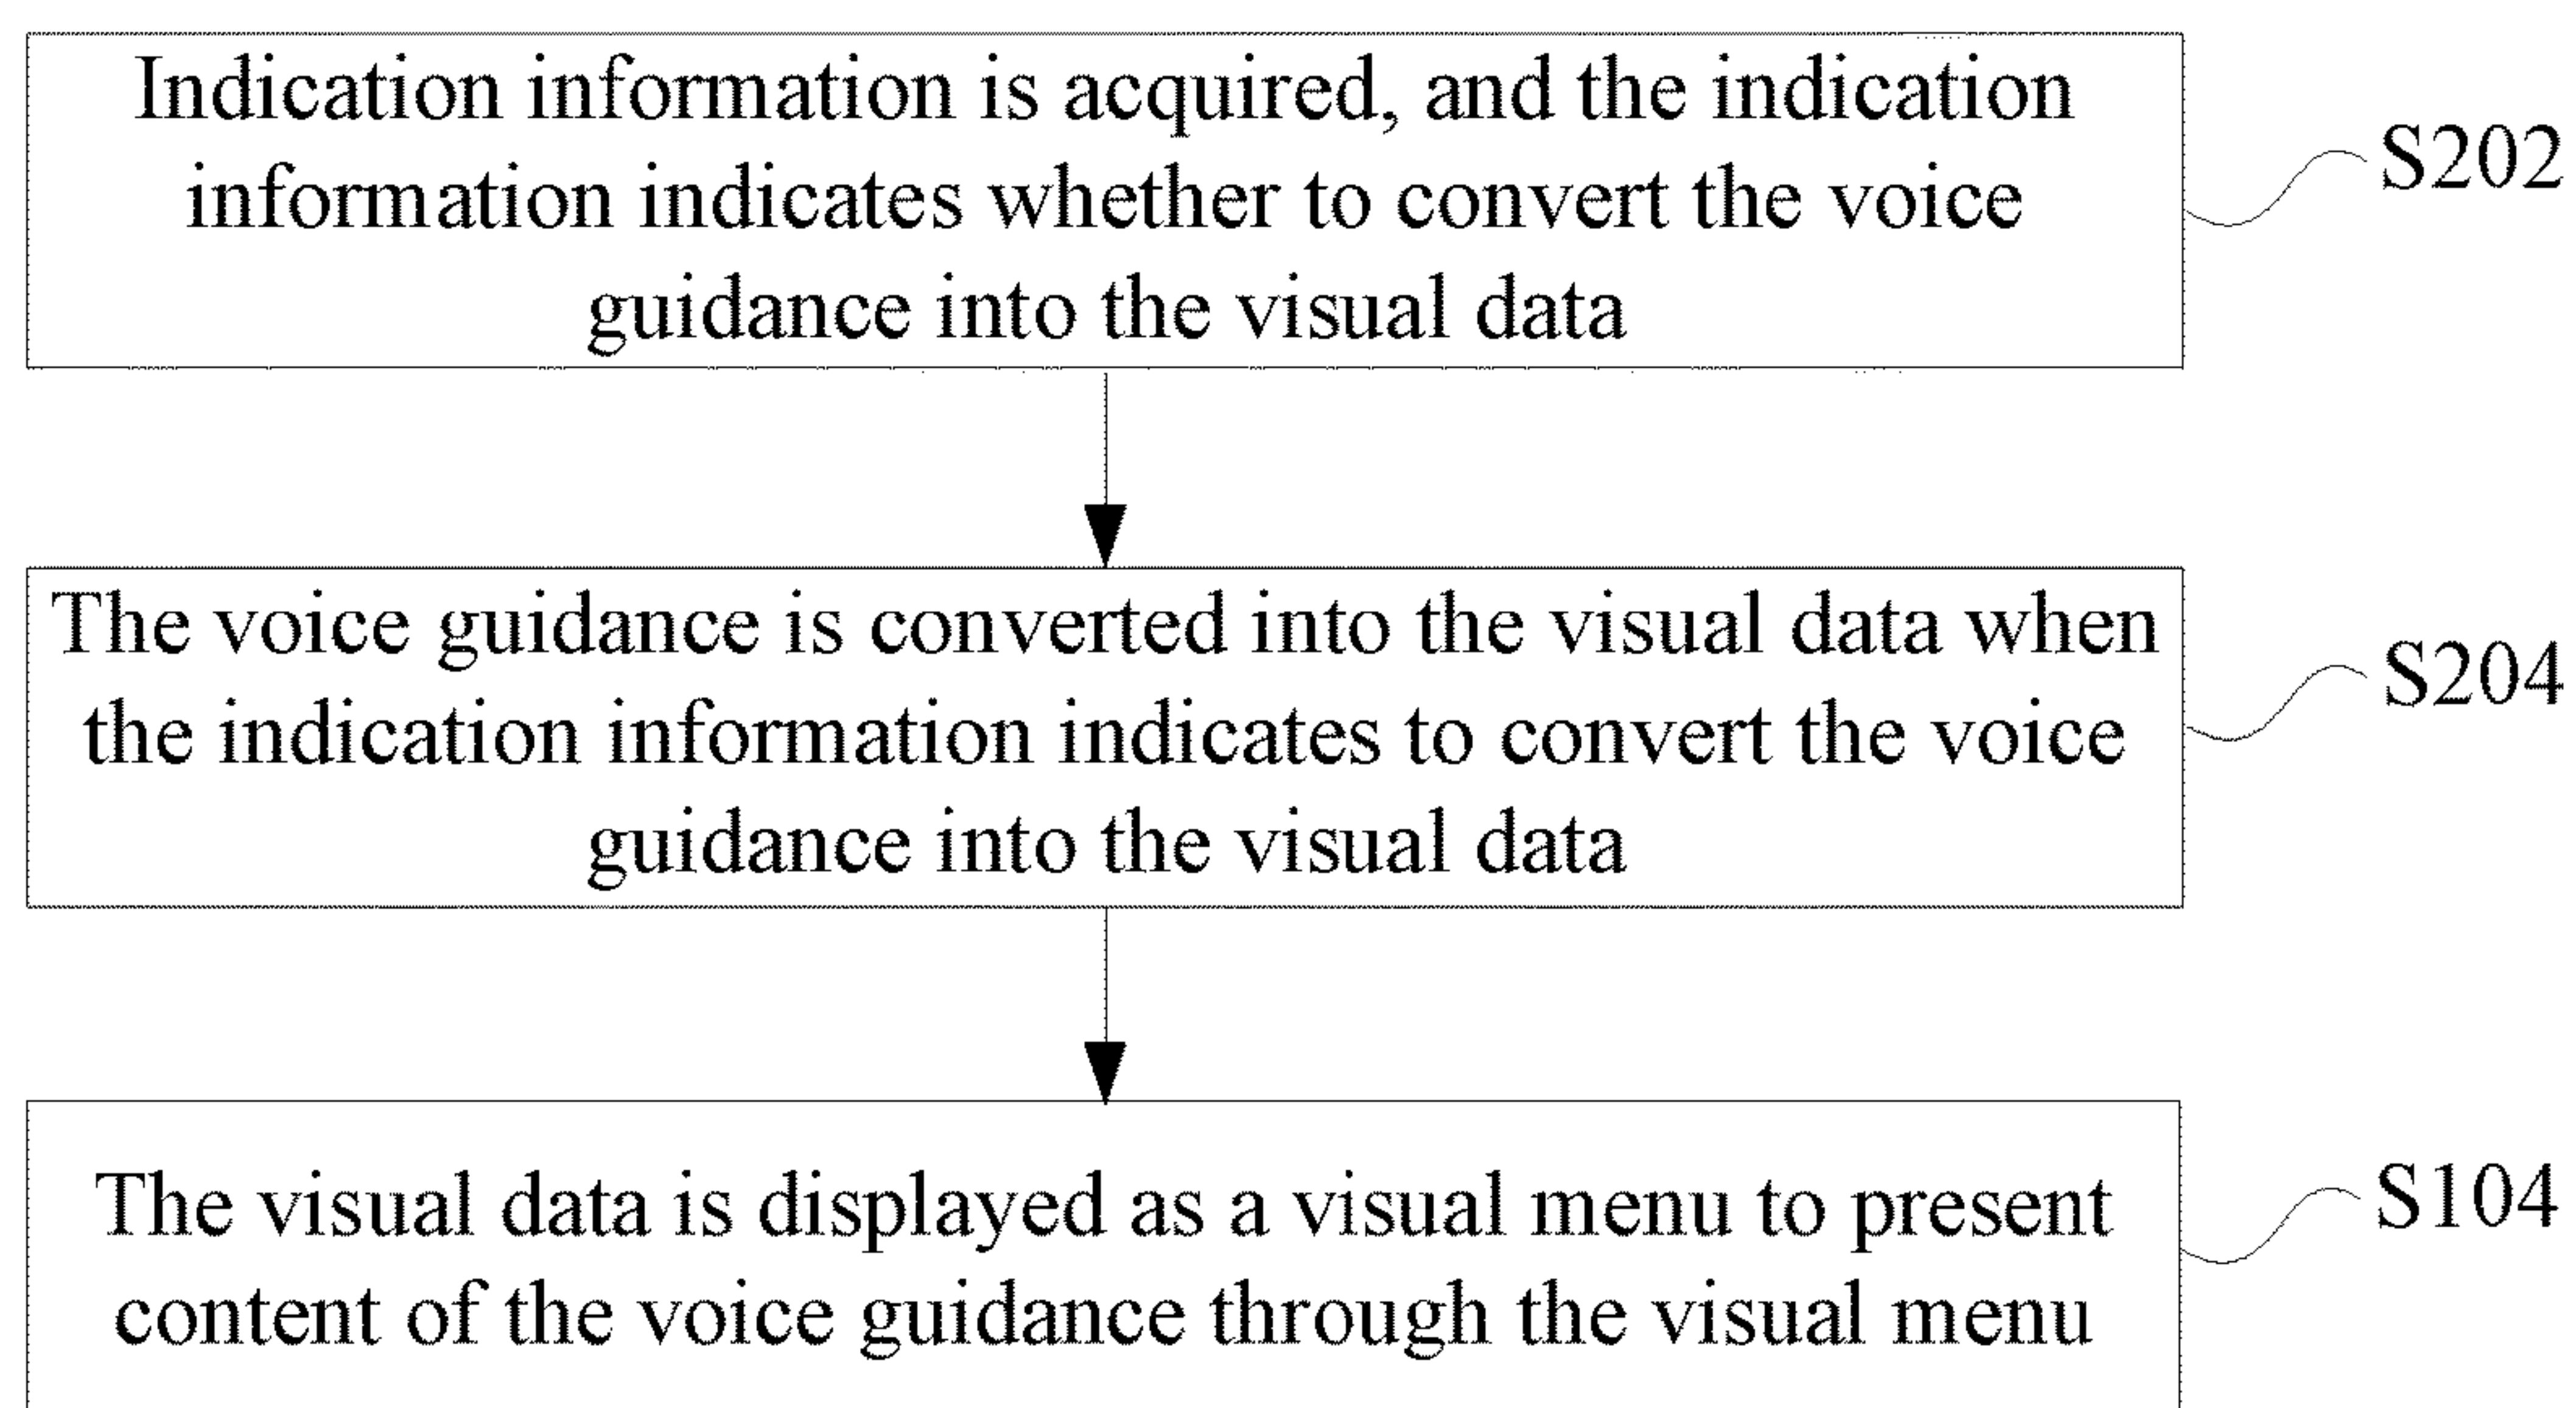 Indication information is acquired, and the indication
information indicates whether to convert the voice
guidance into the visual data
S202
The voice guidance is converted into the visual data when
the indication information indicates to convert the voice
guidance into the visual data
S204
The visual data is displayed as a visual menu to present
content of the voice guidance through the visual menu
S104